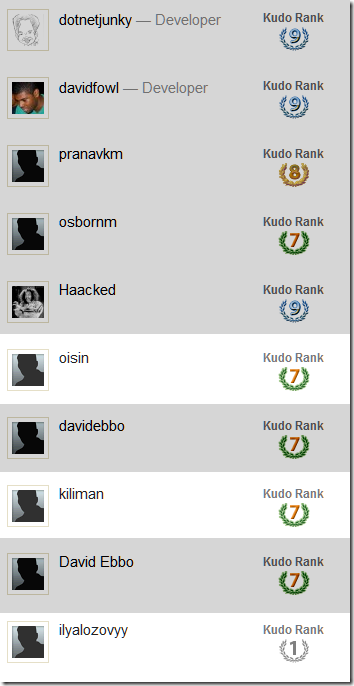 dotnetjunky — Developer Kudo Rank
9
davidfowl — Developer Kudo Rank
9
pranavkm Kudo Rank
8
osbornm Kudo Rank
7
Haacked Kudo Rank
9
oisin Kudo Rank
7
davidebbo Kudo Rank
7
kiliman Kudo Rank
7
David Ebbo Kudo Rank
7
ilyalozovyy Kudo Rank
1